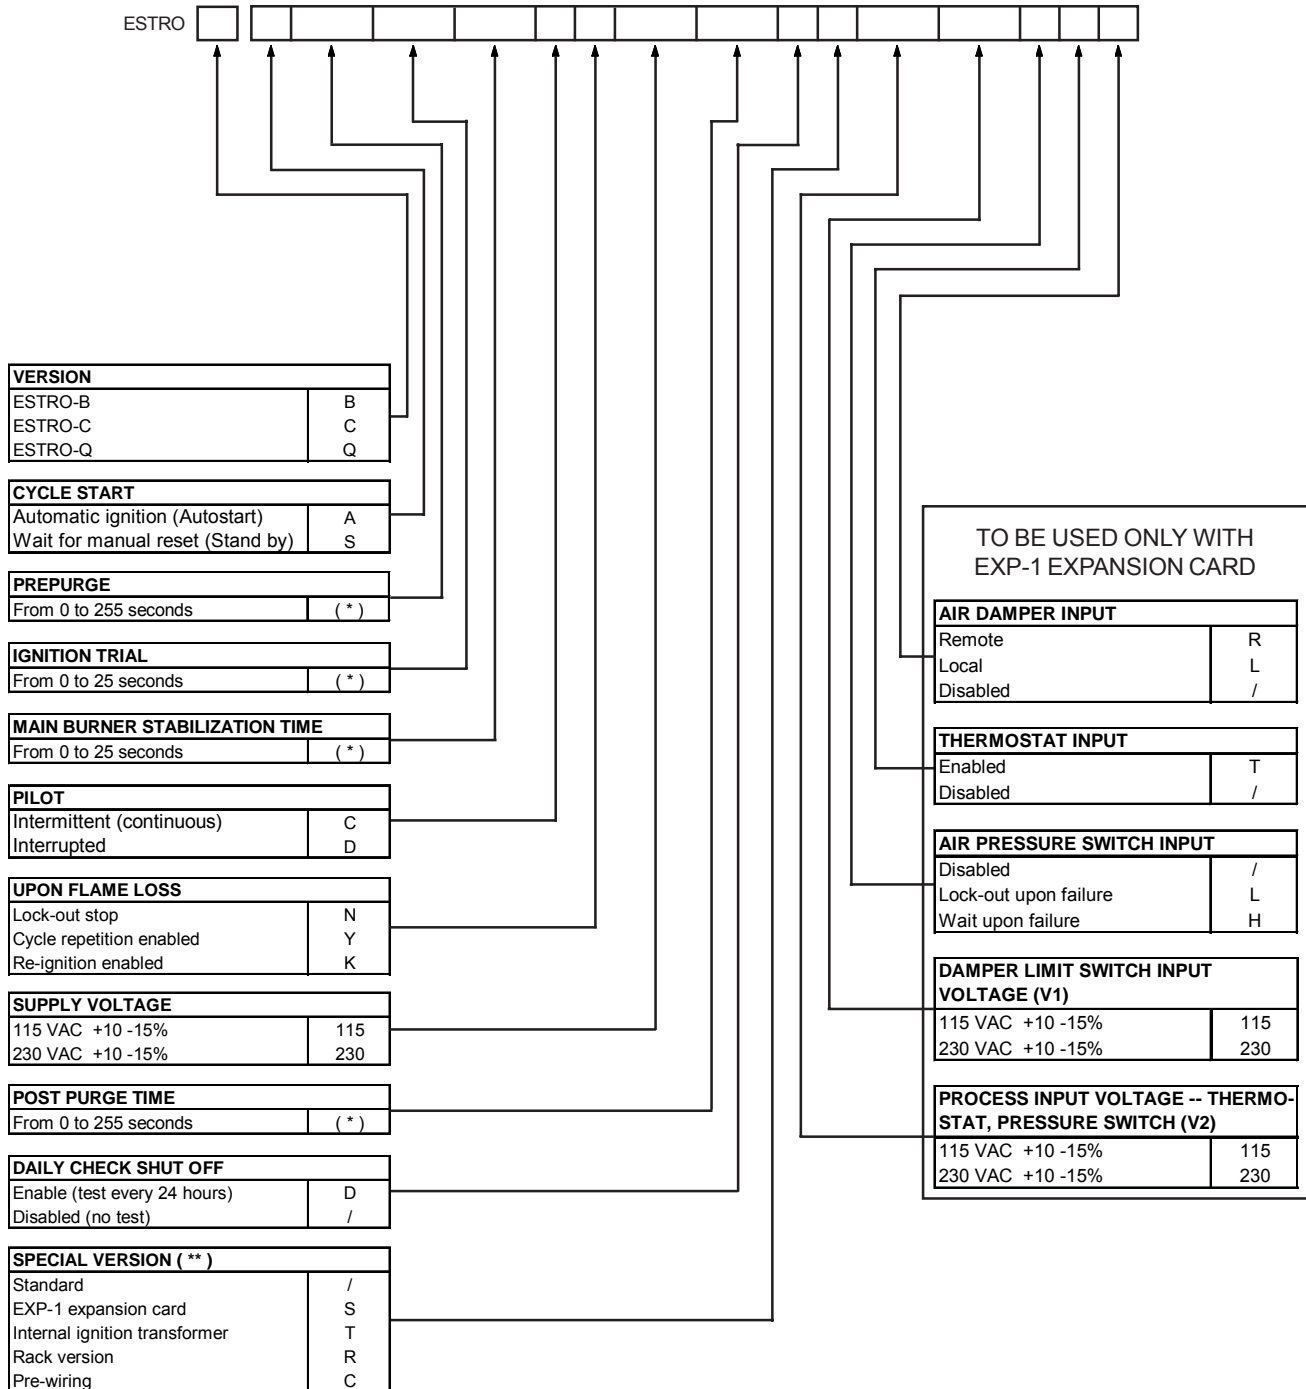 ESTRO
VERSION
ESTRO-B B
ESTRO-C C
ESTRO-Q Q
CYCLE START
Automatic ignition (Autostart) A
Wait for manual reset (Stand by) S
PREPURGE
From 0 to 255 seconds ( * )
IGNITION TRIAL
From 0 to 25 seconds ( * )
MAIN BURNER STABILIZATION TIME
From 0 to 25 seconds ( * )
PILOT
Intermittent (continuous) C
Interrupted D
UPON FLAME LOSS
Lock-out stop N
Cycle repetition enabled Y
Re-ignition enabled K
SUPPLY VOLTAGE
115 VAC +10 -15% 115
230 VAC +10 -15% 230
POST PURGE TIME
From 0 to 255 seconds ( * )
DAILY CHECK SHUT OFF
Enable (test every 24 hours) D
Disabled (no test) /
SPECIAL VERSION ( ** )
Standard /
EXP-1 expansion card S
Internal ignition transformer T
Rack version R
Pre-wiring C
TO BE USED ONLY WITH
EXP-1 EXPANSION CARD
AIR DAMPER INPUT
Remote R
Local L
Disabled /
THERMOSTAT INPUT
Enabled T
Disabled /
AIR PRESSURE SWITCH INPUT
Disabled /
Lock-out upon failure L
Wait upon failure H
DAMPER LIMIT SWITCH INPUT
VOLTAGE (V1)
115 VAC +10 -15% 115
230 VAC +10 -15% 230
PROCESS INPUT VOLTAGE -- THERMO-
STAT, PRESSURE SWITCH (V2)
115 VAC +10 -15% 115
230 VAC +10 -15% 230